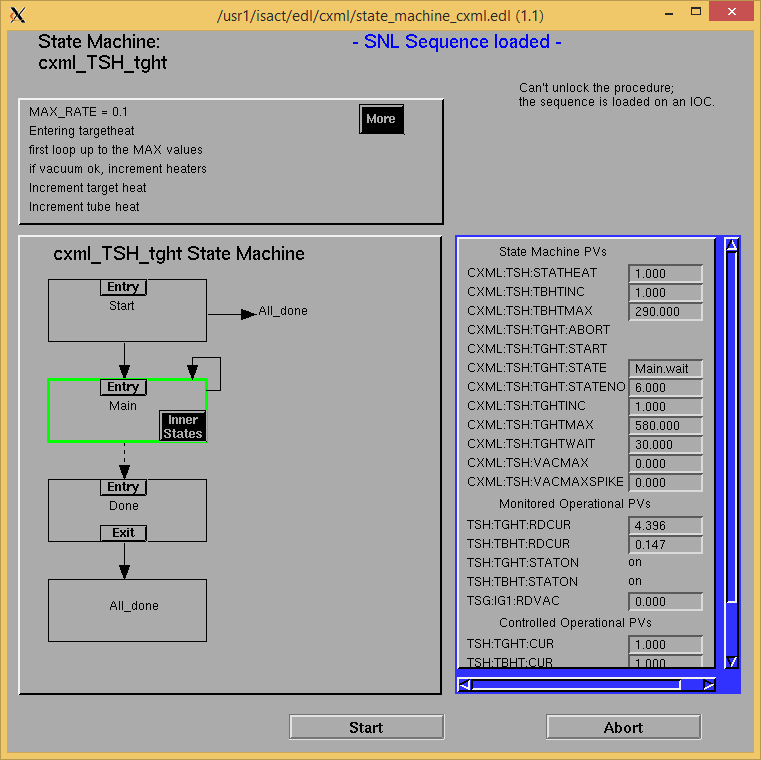 /usr1/isact/edl/cxml/state_machine_cxml.edl (1.1)
State Machine:
cxml_TSH_tght
- SNL Sequence loaded -
Can't unlock the procedure;
the sequence is loaded on an IOC.
MAX_RATE = 0.1
More
Entering targetheat
first loop up to the MAX values
if vacuum ok, increment heaters
Increment target heat
Increment tube heat
cxml_TSH_tght State Machine
Entry
Start
All_done
Entry
Main
Inner
States
Entry
Done
Exit
All_done
State Machine PVs
CXML:TSH:STATHEAT 1.000
CXML:TSH:TBHTINC 1.000
CXML:TSH:TBHTMAX 290.000
CXML:TSH:TGHT:ABORT
CXML:TSH:TGHT:START
CXML:TSH:TGHT:STATE Main.wait
CXML:TSH:TGHT:STATENO 6.000
CXML:TSH:TGHTINC 1.000
CXML:TSH:TGHTMAX 580.000
CXML:TSH:TGHTWAIT 30.000
CXML:TSH:VACMAX 0.000
CXML:TSH:VACMAXSPIKE 0.000
Monitored Operational PVs
TSH:TGHT:RDCUR 4.396
TSH:TBHT:RDCUR 0.147
TSH:TGHT:STATON on
TSH:TBHT:STATON on
TSG:IG1:RDVAC 0.000
Controlled Operational PVs
TSH:TGHT:CUR 1.000
TSH:TBHT:CUR 1.000
Start
Abort